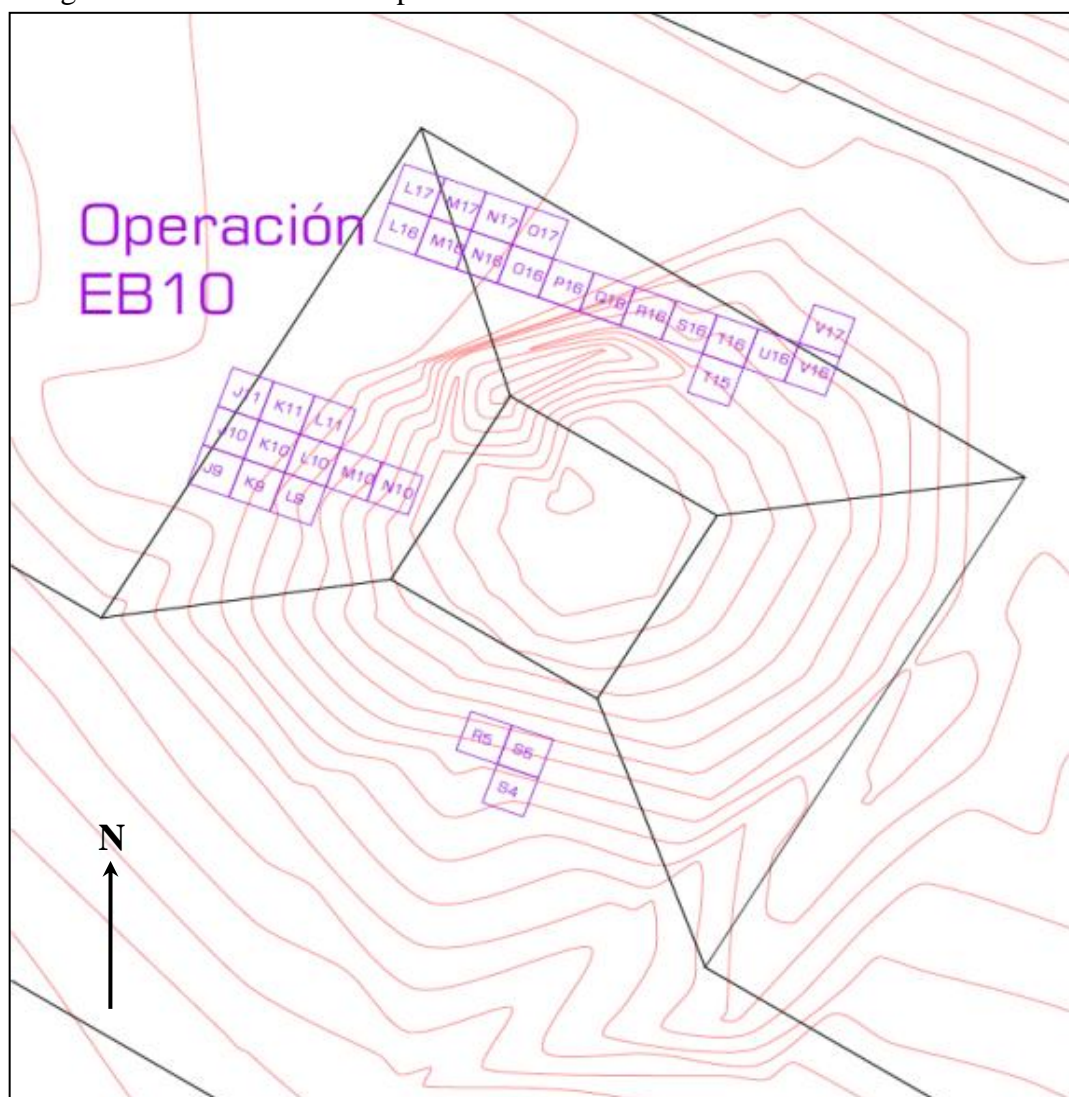 Operación
EB10
L17 M17 N17 O17
L16 M16 N16 O16 P16 Q16 R16 S16 T16 U16 V16
V17
T15
J11 K11 L11
J10 K10 L10 M10 N10
J9 K9 L9
R5 S5
S4
N